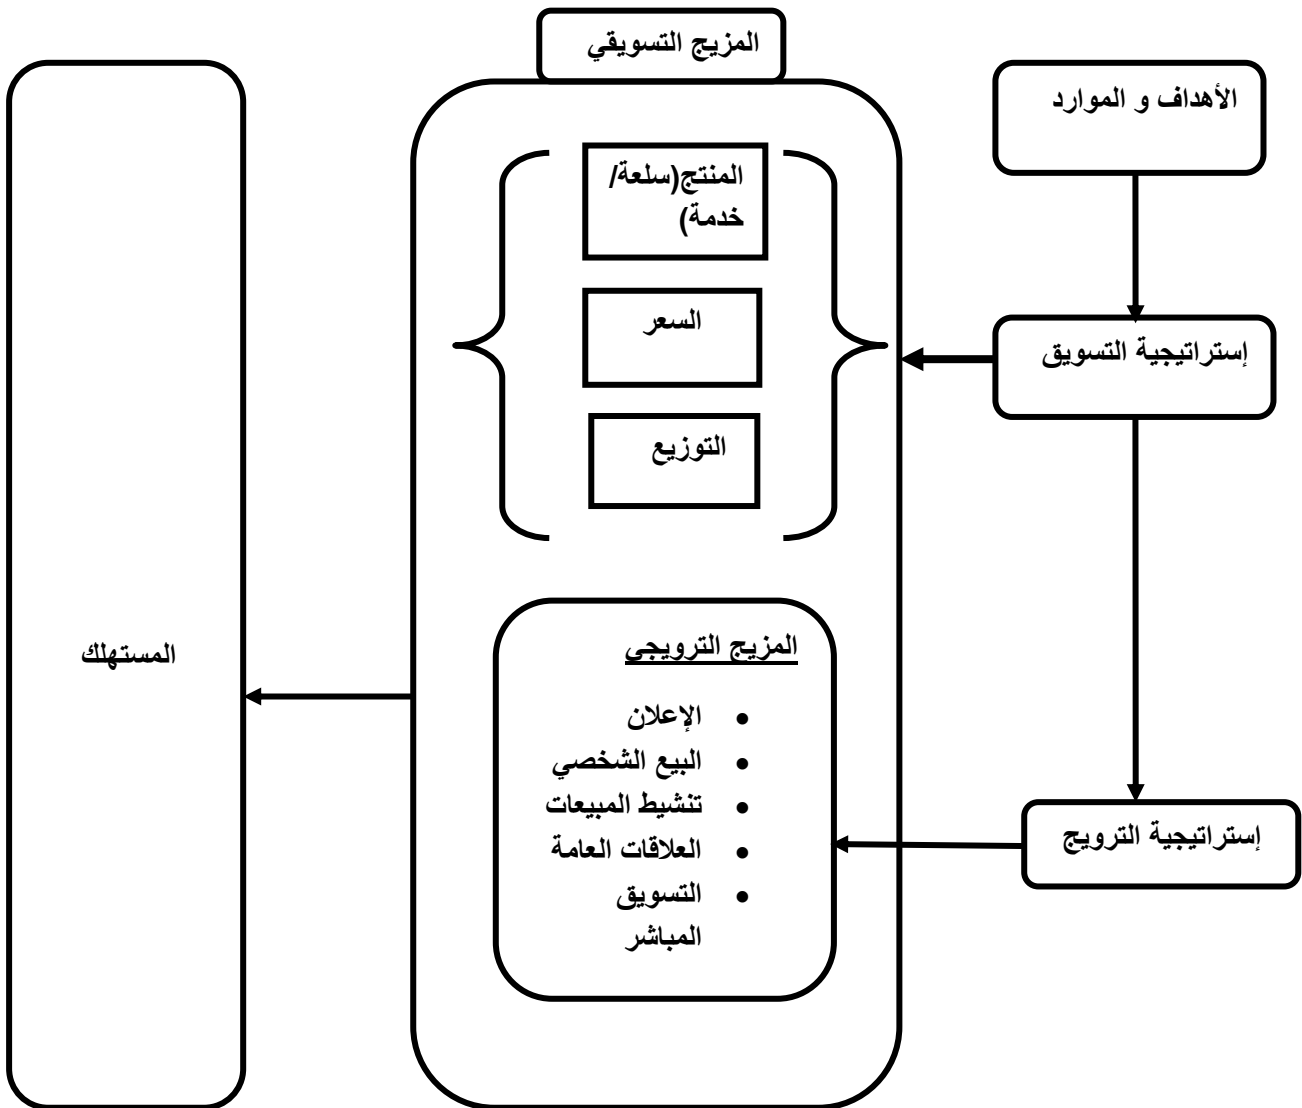 المزيج التسويقي
الأهداف و الموارد
المنتج(سلعة/
خدمة)
السعر
إستراتيجية التسويق
التوزيع
المزيج الترويجي
• الإعلان
• البيع الشخصي
• تنشيط المبيعات
• العلاقات العامة
• التسويق
المباشر
إستراتيجية الترويج
المستهلك